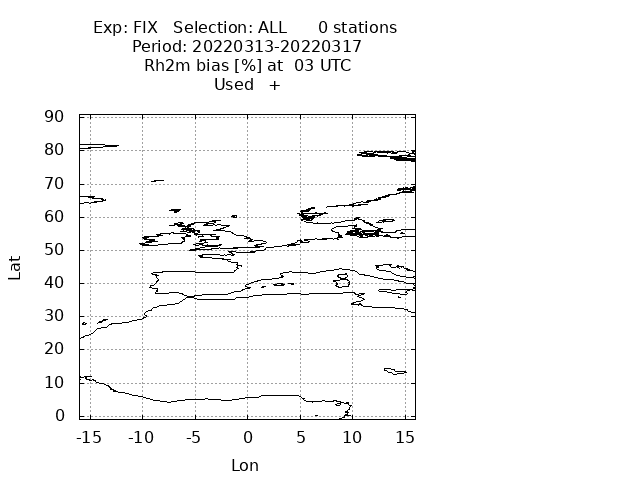 Exp: FIX   Selection: ALL      0 stations
Period: 20220313-20220317
Rh2m bias [%] at  03 UTC
Used   +
90
80
70
60
50
40
30
20
10
0
Lat
-15 -10 -5 0 5 10 15
Lon